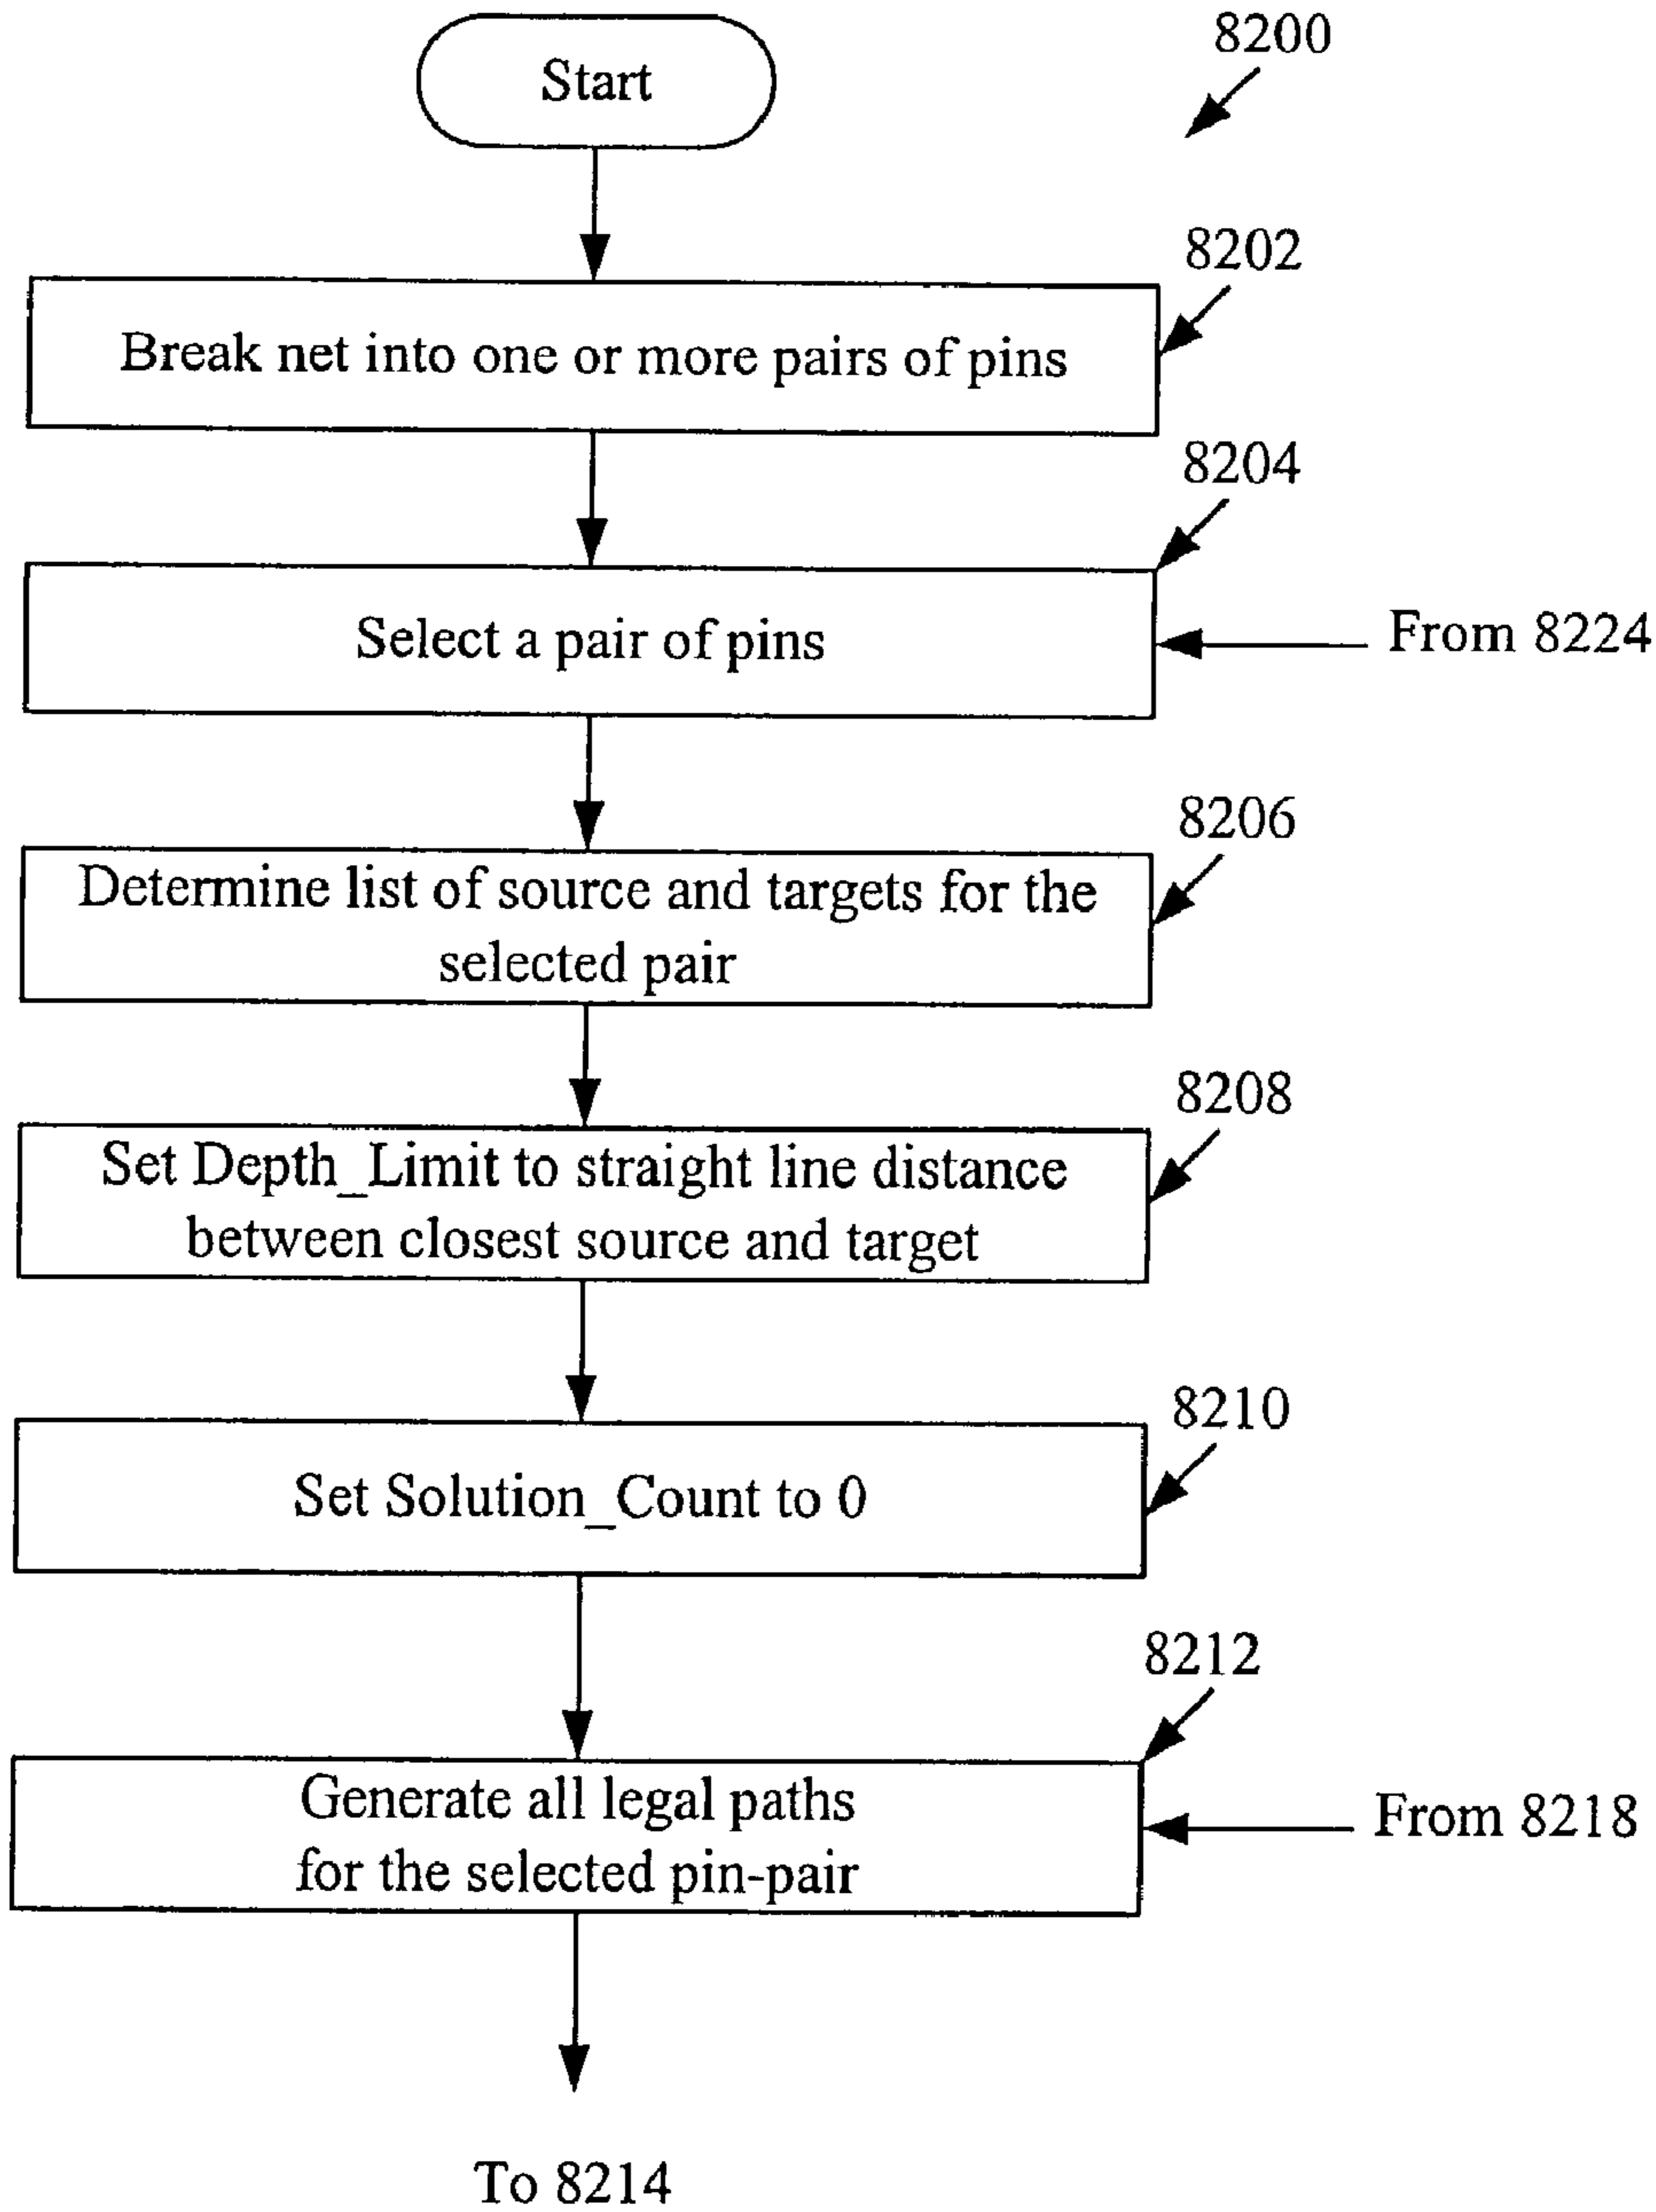 8200
Start
8202
Break net into one or more pairs of pins
8204
Select a pair of pins
From 8224
8206
Determine list of source and targets for the
selected pair
8208
Set Depth_Limit to straight line distance
between closest source and target
8210
Set Solution_Count to 0
8212
Generate all legal paths
for the selected pin-pair
From 8218
To 8214